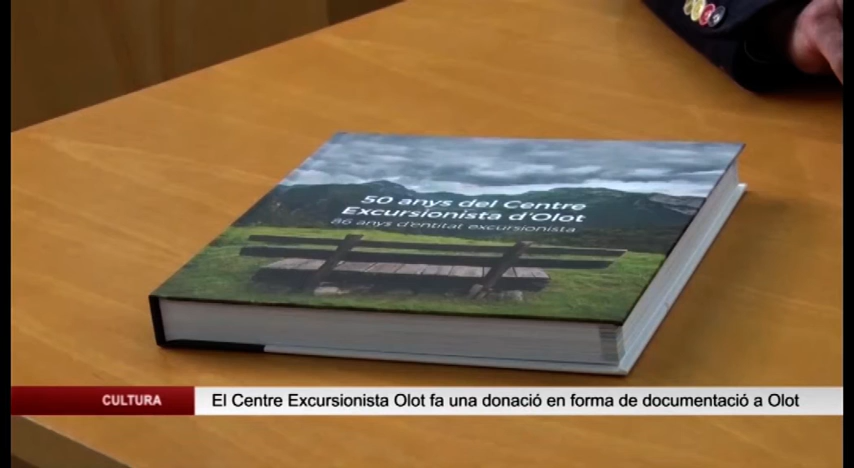 50 anys del Centre
Excursionista d'Olot
86 anys d'entitat excursionista
CULTURA
El Centre Excursionista Olot fa una donació en forma de documentació a Olot